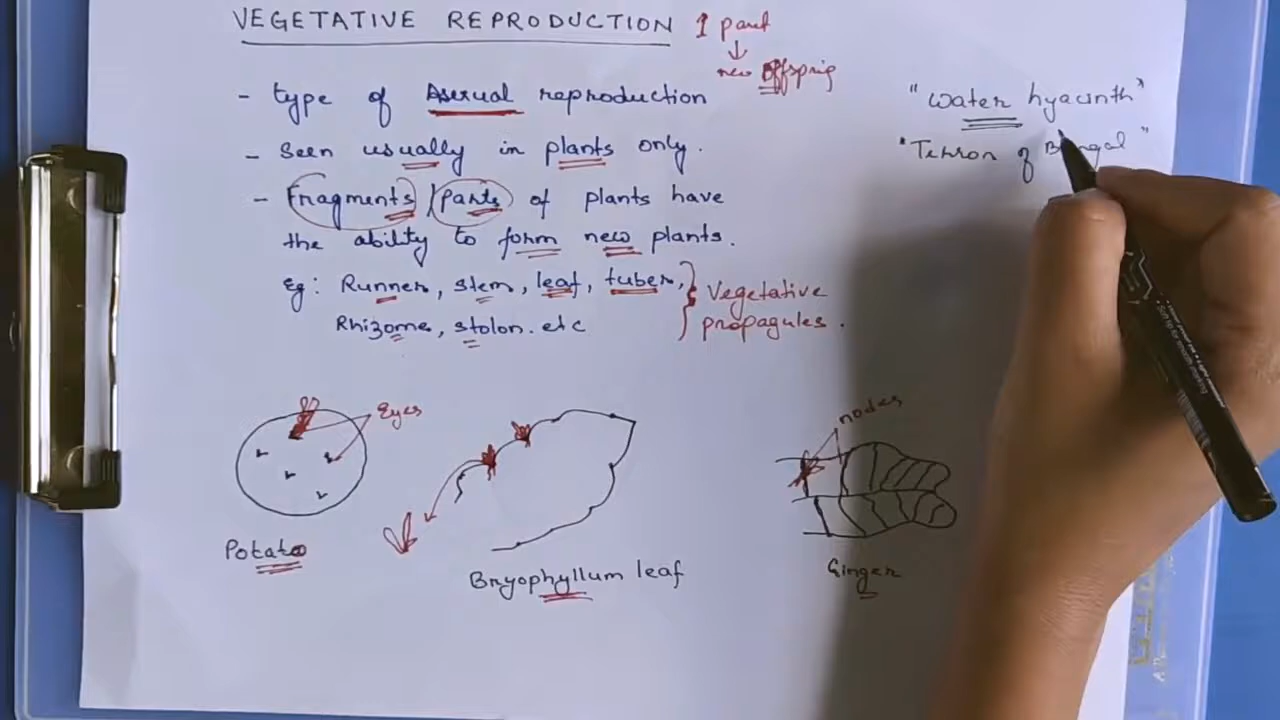 VEGETATIVE REPRODUCTION 1 part
new offspring
- type of Asexual reproduction
- Seen usually in plants only.
- Fragments / parts of plants have
the ability to form new plants.
Eg: Runner, stem, leaf, tuber,
Rhizome, stolon. etc
Vegetative
propagules.
"Water hyacinth"
"Terror of Bengal"
Eyes
Potato
Bryophyllum leaf
nodes
Ginger